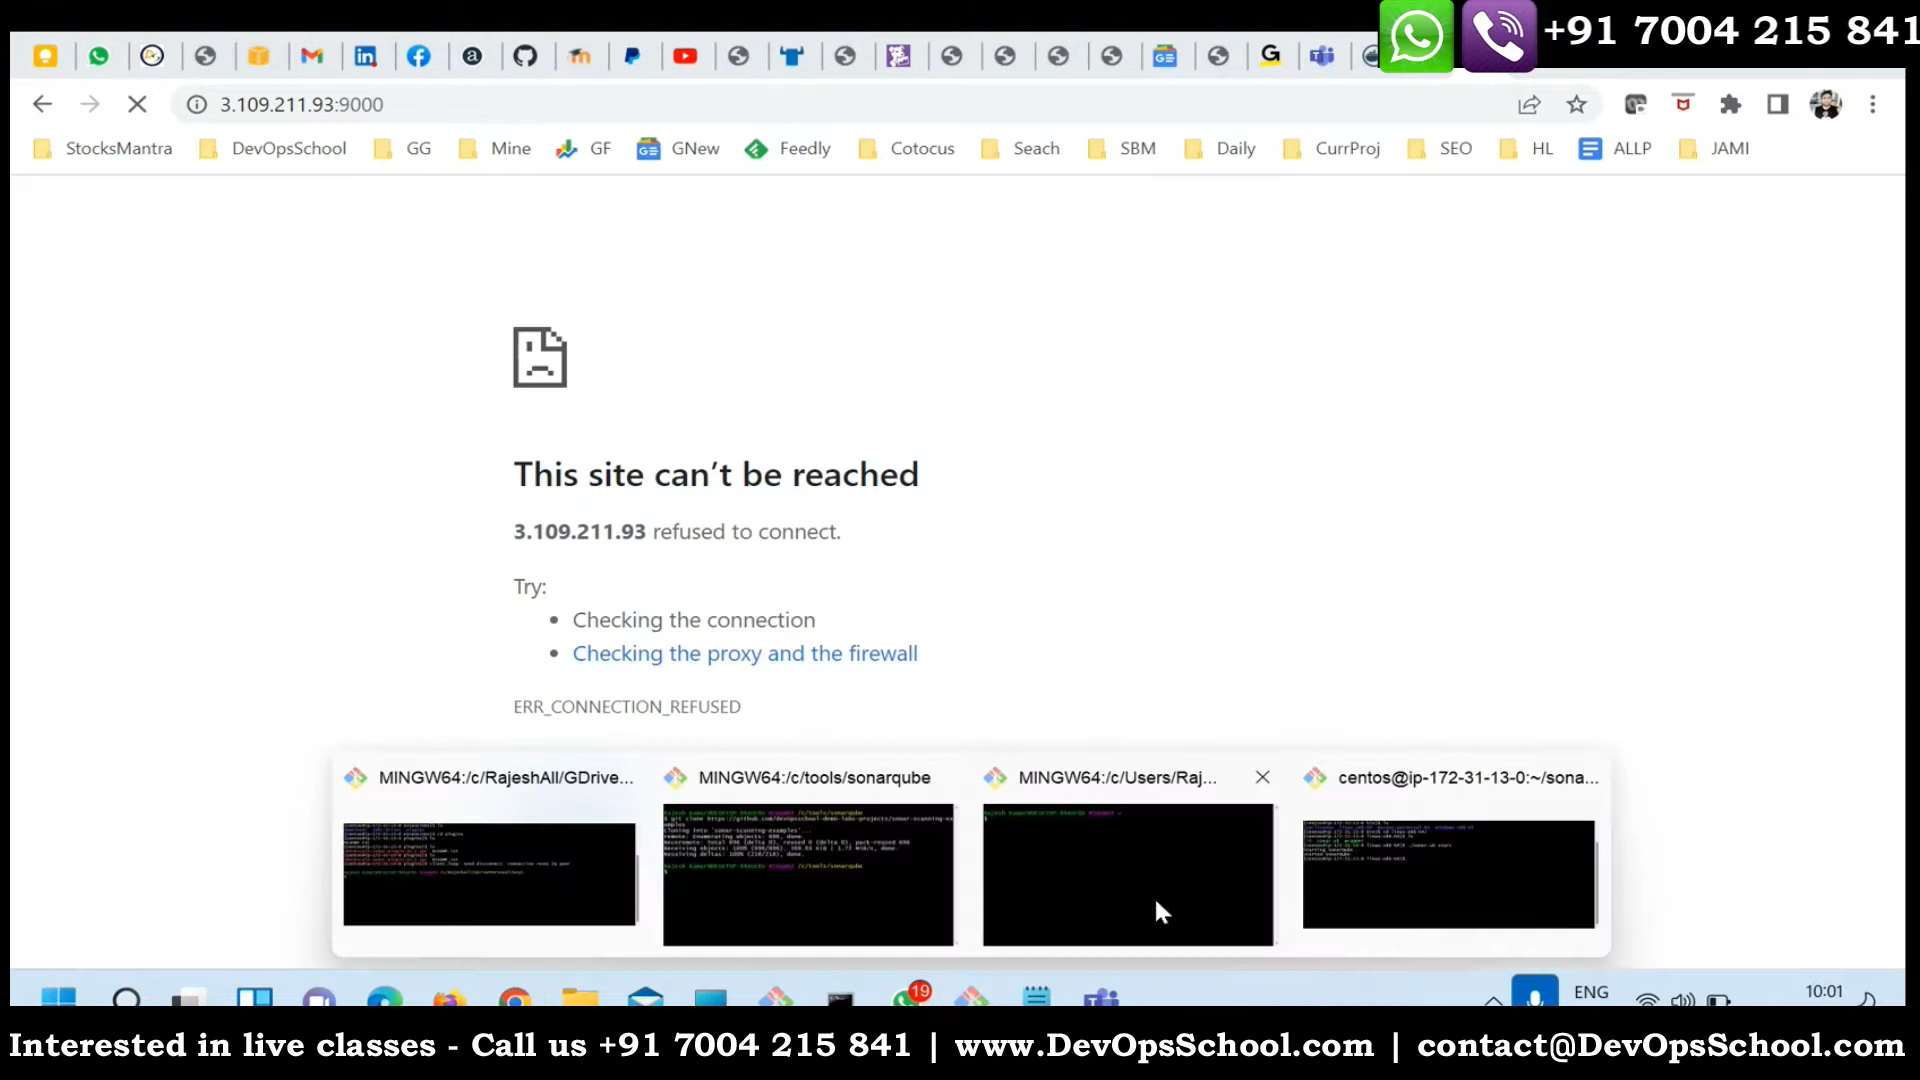 +91 7004 215 841
3.109.211.93:9000
StocksMantra DevOpsSchool GG Mine GF GNew Feedly Cotocus Seach SBM Daily CurrProj SEO HL ALLP JAMI
This site can’t be reached
3.109.211.93 refused to connect.
Try:
• Checking the connection
• Checking the proxy and the firewall
ERR_CONNECTION_REFUSED
MINGW64:/c/RajeshAll/GDrive... MINGW64:/c/tools/sonarqube MINGW64:/c/Users/Raj... centos@ip-172-31-13-0:~/sona...
19
ENG
10:01
Interested in live classes - Call us +91 7004 215 841 | www.DevOpsSchool.com | contact@DevOpsSchool.com